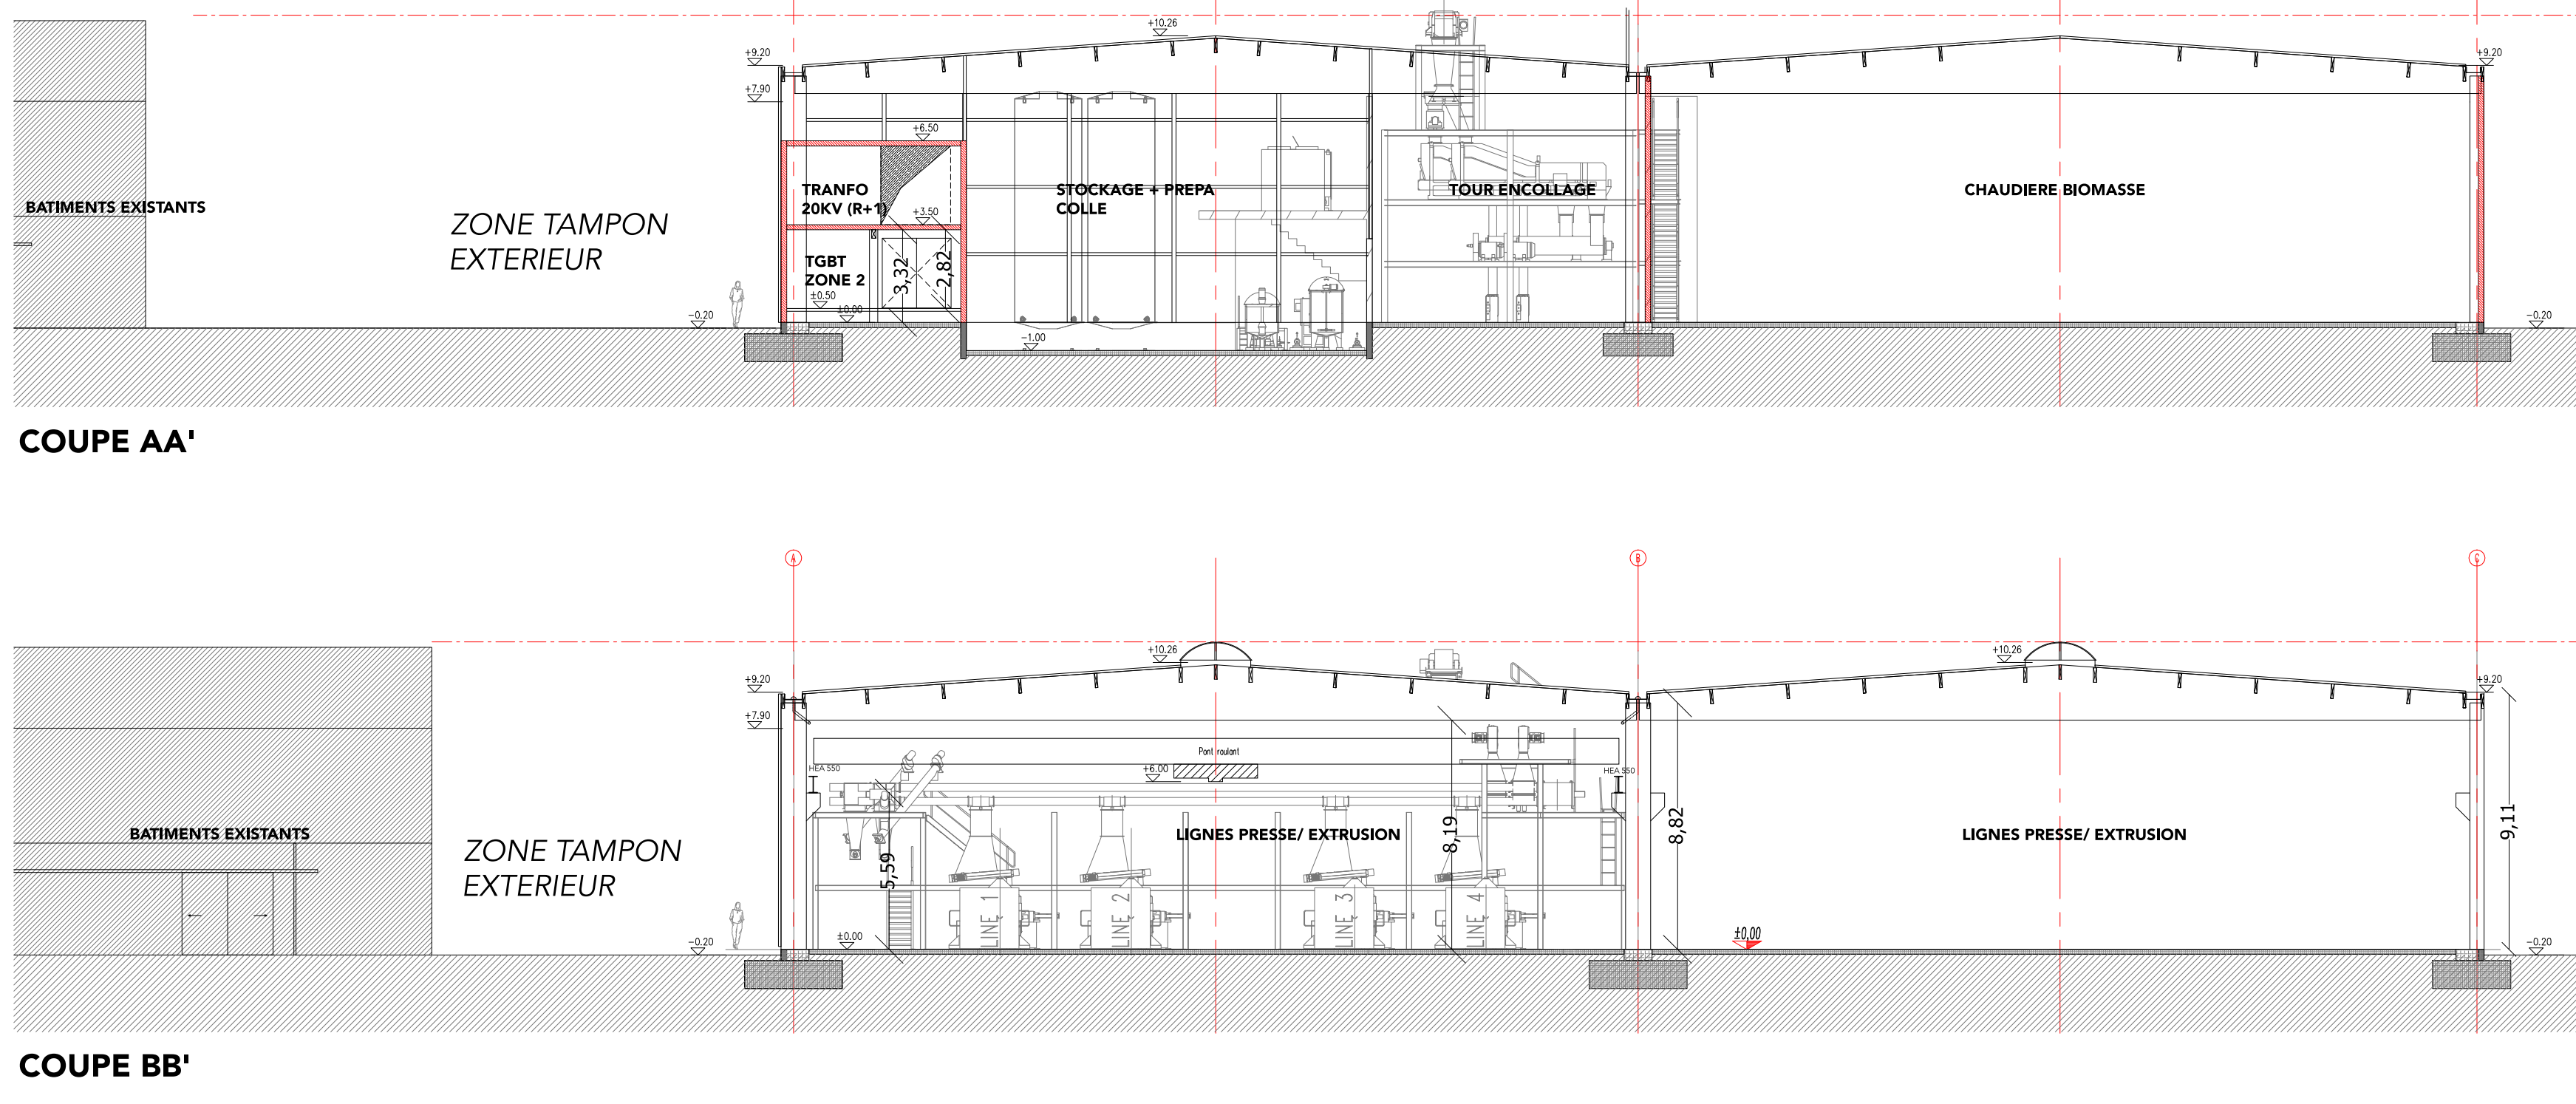 +10.26
+9.20
+9.20
+7.90
+6.50
TRANFO
20KV (R+1)
STOCKAGE + PREPA
COLLE
TOUR ENCOLLAGE
CHAUDIERE BIOMASSE
BATIMENTS EXISTANTS
ZONE TAMPON
EXTERIEUR
+3.50
TGBT
ZONE 2
3,32
2,82
±0.50
±0.00
-0.20
-0.20
-1.00
COUPE AA'
A
B
C
+10.26
+10.26
+9.20
+9.20
+7.90
Pont roulant
HEA 550
+6.00
HEA 550
BATIMENTS EXISTANTS
ZONE TAMPON
EXTERIEUR
LIGNES PRESSE/ EXTRUSION
LIGNES PRESSE/ EXTRUSION
5,59
8,19
8,82
9,11
LINE 1
LINE 2
LINE 3
LINE 4
±0.00
±0,00
-0.20
-0.20
COUPE BB'